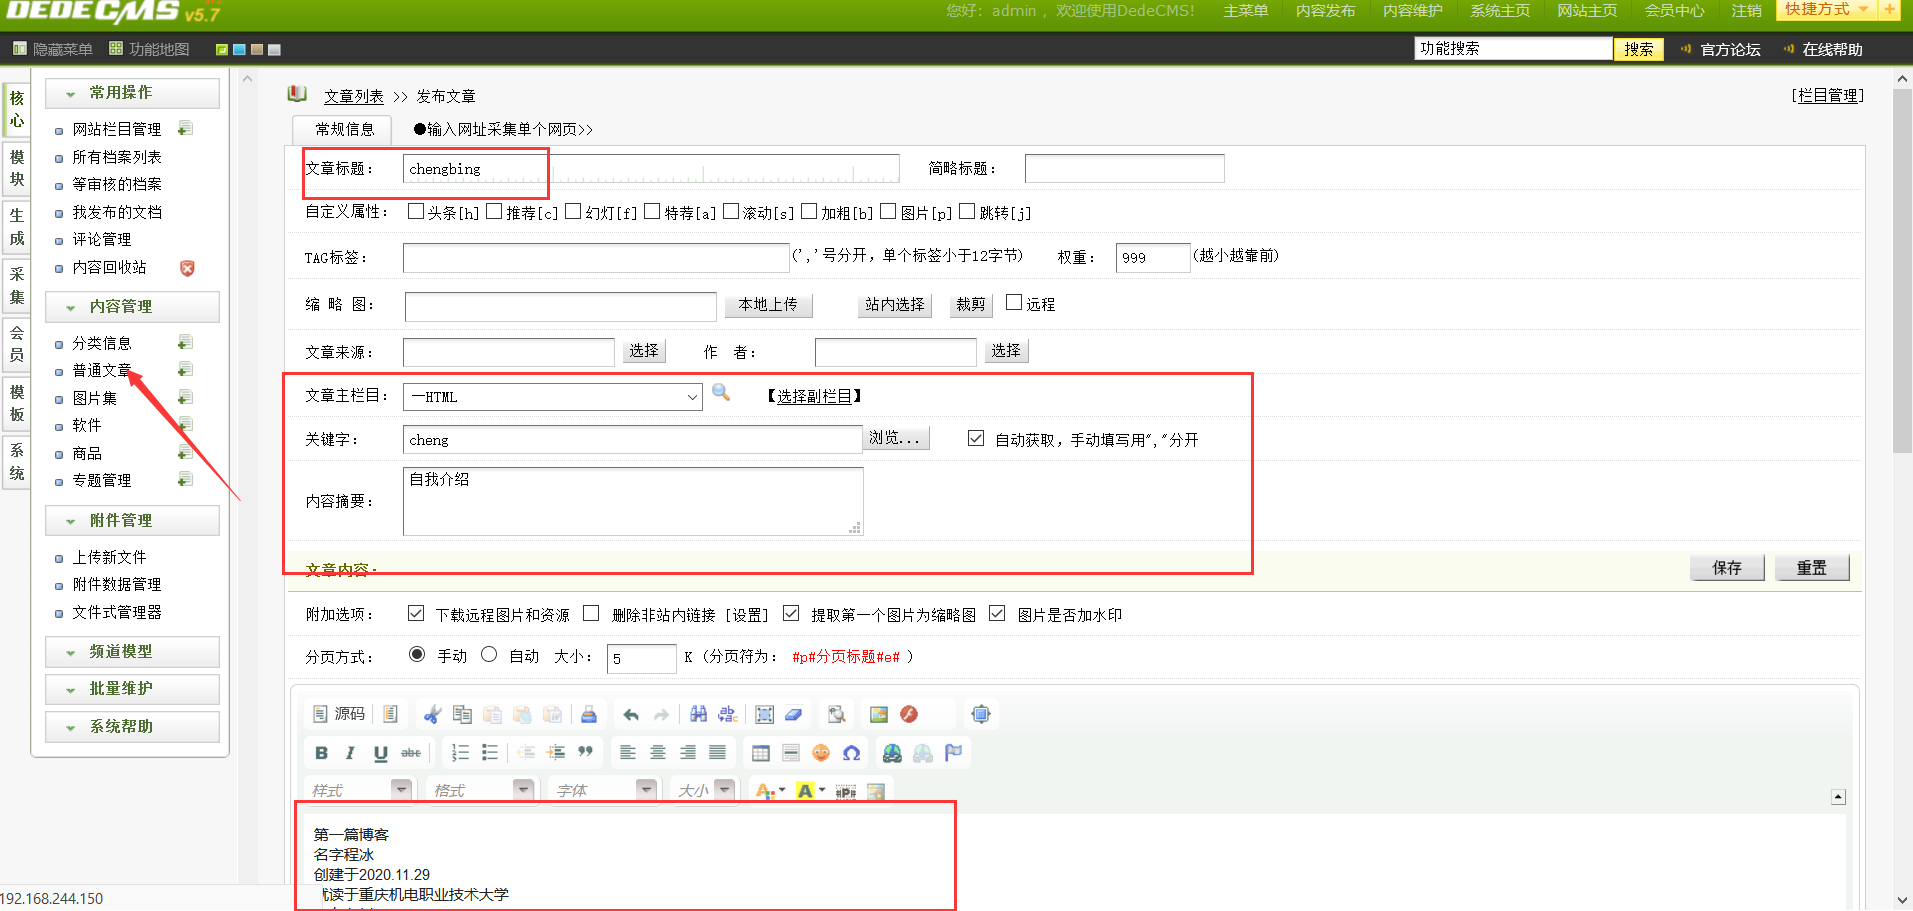 DEDECMS v5.7
您好: admin ，欢迎使用DedeCMS! 主菜单 内容发布 内容维护 系统主页 网站主页 会员中心 注销 快捷方式 +
隐藏菜单 功能地图
功能搜索 搜索 官方论坛 在线帮助
核心
模块
生成
采集
会员
模板
系统
常用操作
网站栏目管理
所有档案列表
等审核的档案
我发布的文档
评论管理
内容回收站
内容管理
分类信息
普通文章
图片集
软件
商品
专题管理
附件管理
上传新文件
附件数据管理
文件式管理器
频道模型
批量维护
系统帮助
文章列表 >> 发布文章 [栏目管理]
常规信息 ●输入网址采集单个网页>>
文章标题： chengbing 简略标题：
自定义属性： 头条[h] 推荐[c] 幻灯[f] 特荐[a] 滚动[s] 加粗[b] 图片[p] 跳转[j]
TAG标签： (','号分开，单个标签小于12字节) 权重： 999 (越小越靠前)
缩 略 图： 本地上传 站内选择 裁剪 远程
文章来源： 选择 作 者： 选择
文章主栏目： 一HTML 【选择副栏目】
关键字： cheng 浏览... 自动获取，手动填写用","分开
内容摘要： 自我介绍
文章内容： 保存 重置
附加选项： 下载远程图片和资源 删除非站内链接 [设置] 提取第一个图片为缩略图 图片是否加水印
分页方式： 手动 自动 大小： 5 K (分页符为： #p#分页标题#e# )
源码
B I U abc
样式 格式 字体 大小
第一篇博客
名字程冰
创建于2020.11.29
就读于重庆机电职业技术大学
192.168.244.150